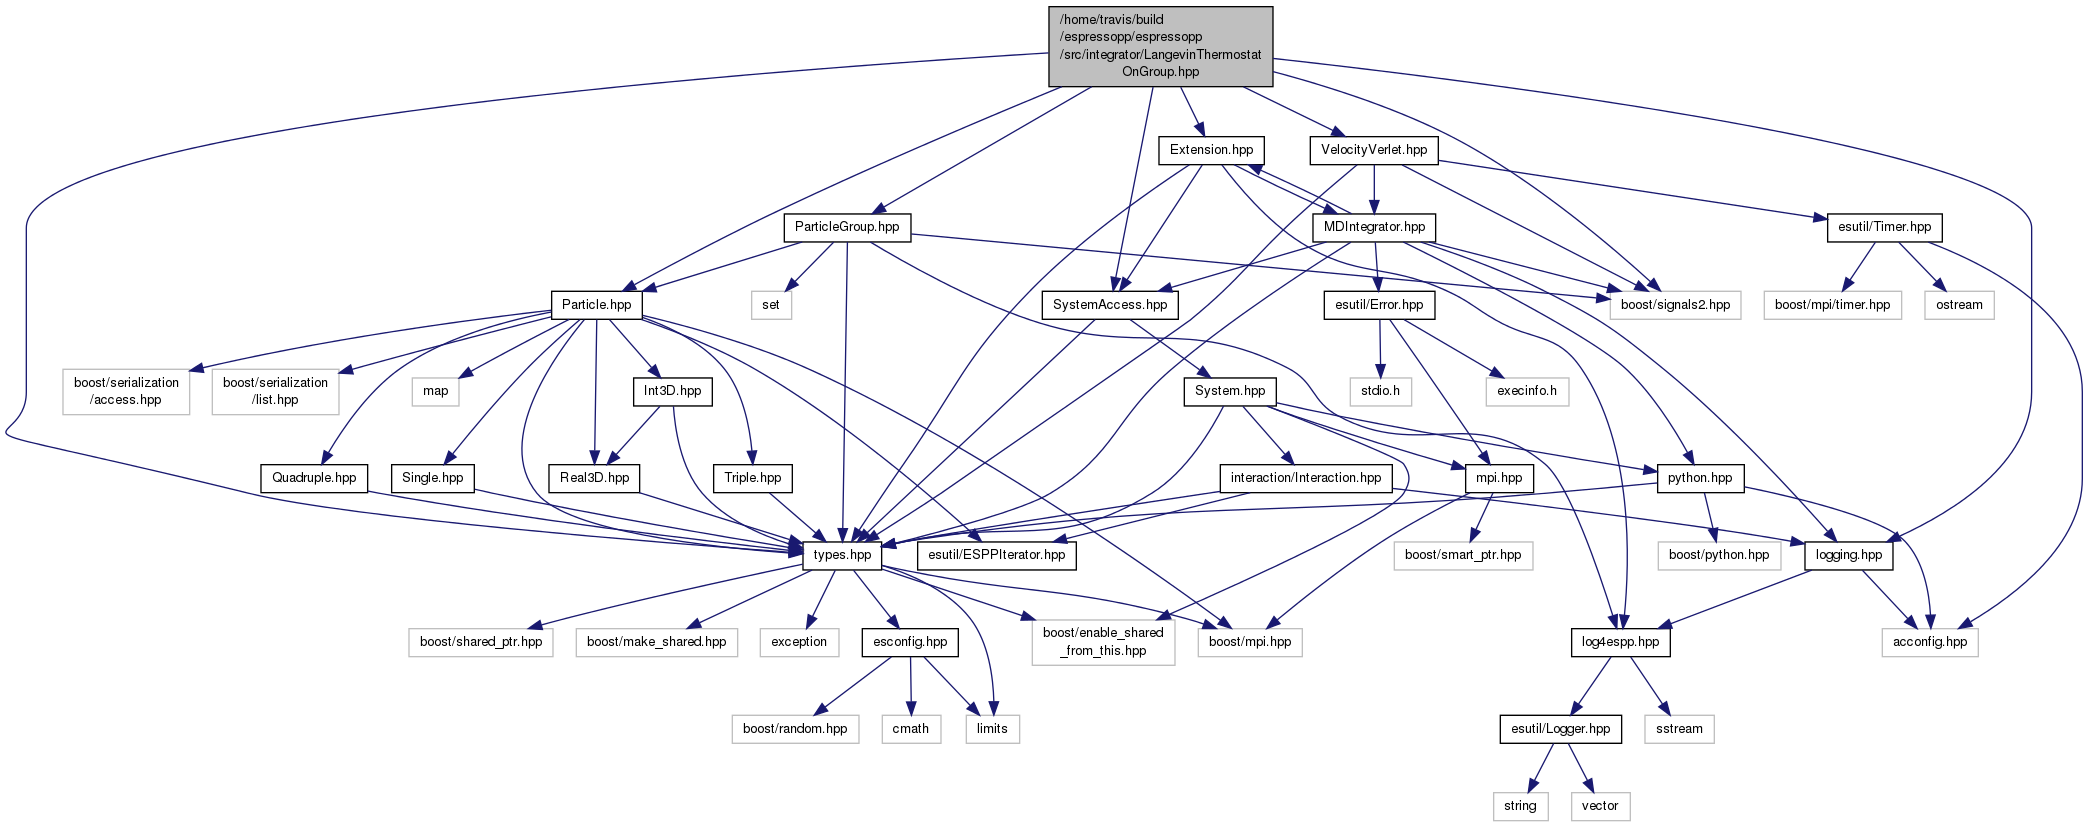 /home/travis/build
/espressopp/espressopp
/src/integrator/LangevinThermostat
OnGroup.hpp
Extension.hpp
VelocityVerlet.hpp
ParticleGroup.hpp
MDIntegrator.hpp
esutil/Timer.hpp
Particle.hpp
set
SystemAccess.hpp
esutil/Error.hpp
boost/signals2.hpp
boost/mpi/timer.hpp
ostream
boost/serialization
/access.hpp
boost/serialization
/list.hpp
map
Int3D.hpp
System.hpp
stdio.h
execinfo.h
Quadruple.hpp
Single.hpp
Real3D.hpp
Triple.hpp
interaction/Interaction.hpp
mpi.hpp
python.hpp
types.hpp
esutil/ESPPIterator.hpp
boost/smart_ptr.hpp
boost/python.hpp
logging.hpp
boost/shared_ptr.hpp
boost/make_shared.hpp
exception
esconfig.hpp
boost/enable_shared
_from_this.hpp
boost/mpi.hpp
log4espp.hpp
acconfig.hpp
boost/random.hpp
cmath
limits
esutil/Logger.hpp
sstream
string
vector